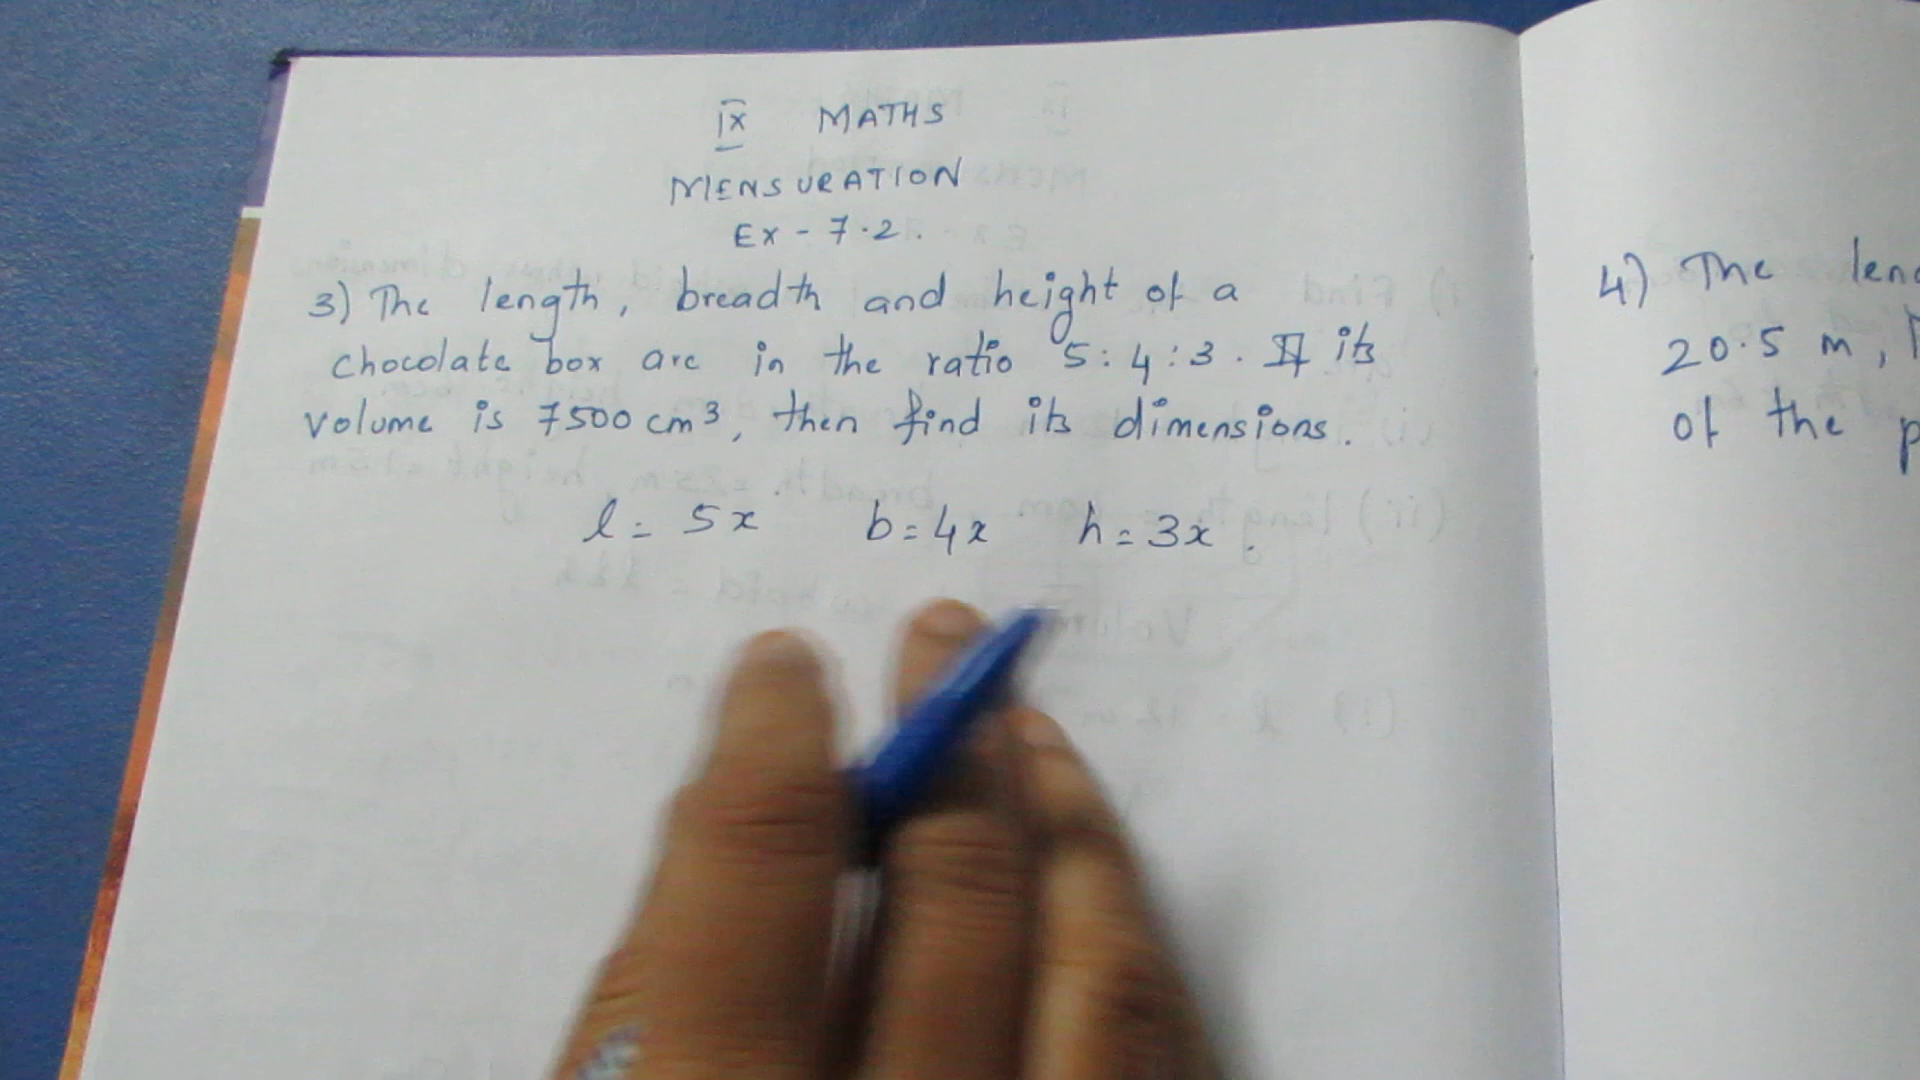 IX MATHS
MENSURATION
Ex - 7.2.
3) The length, breadth and height of a
chocolate box are in the ratio 5:4:3. If its
volume is 7500 cm³, then find its dimensions.
l = 5x b = 4x h = 3x.
4) The
20.5 m,
of the